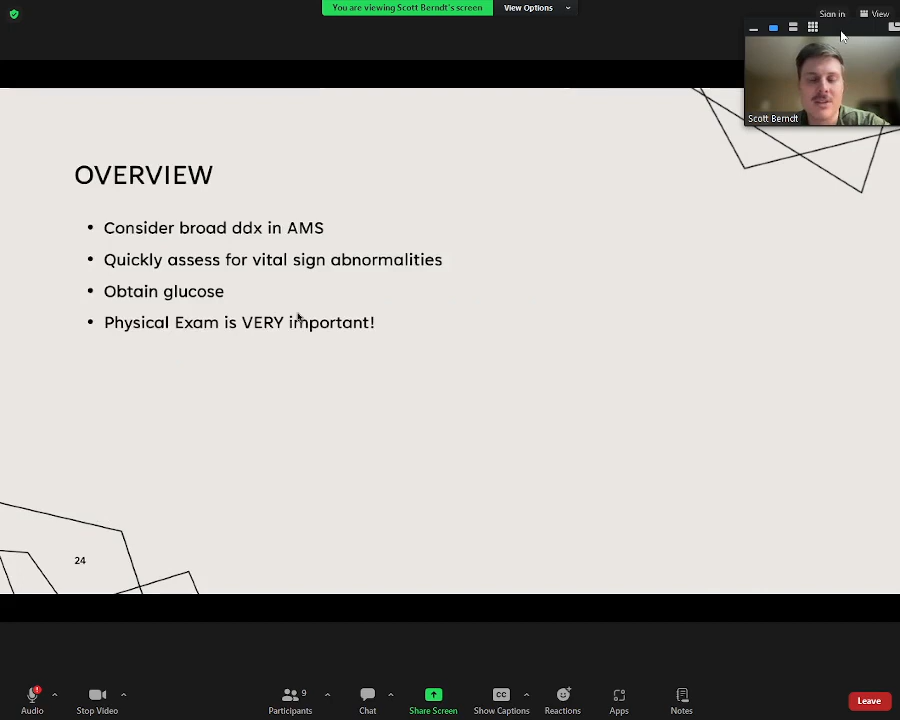 You are viewing Scott Berndt's screen
View Options
Sign in
View
Scott Berndt
OVERVIEW
• Consider broad ddx in AMS
• Quickly assess for vital sign abnormalities
• Obtain glucose
• Physical Exam is VERY important!
24
Audio
Stop Video
Participants
9
Chat
Share Screen
CC
Show Captions
Reactions
Apps
Notes
Leave